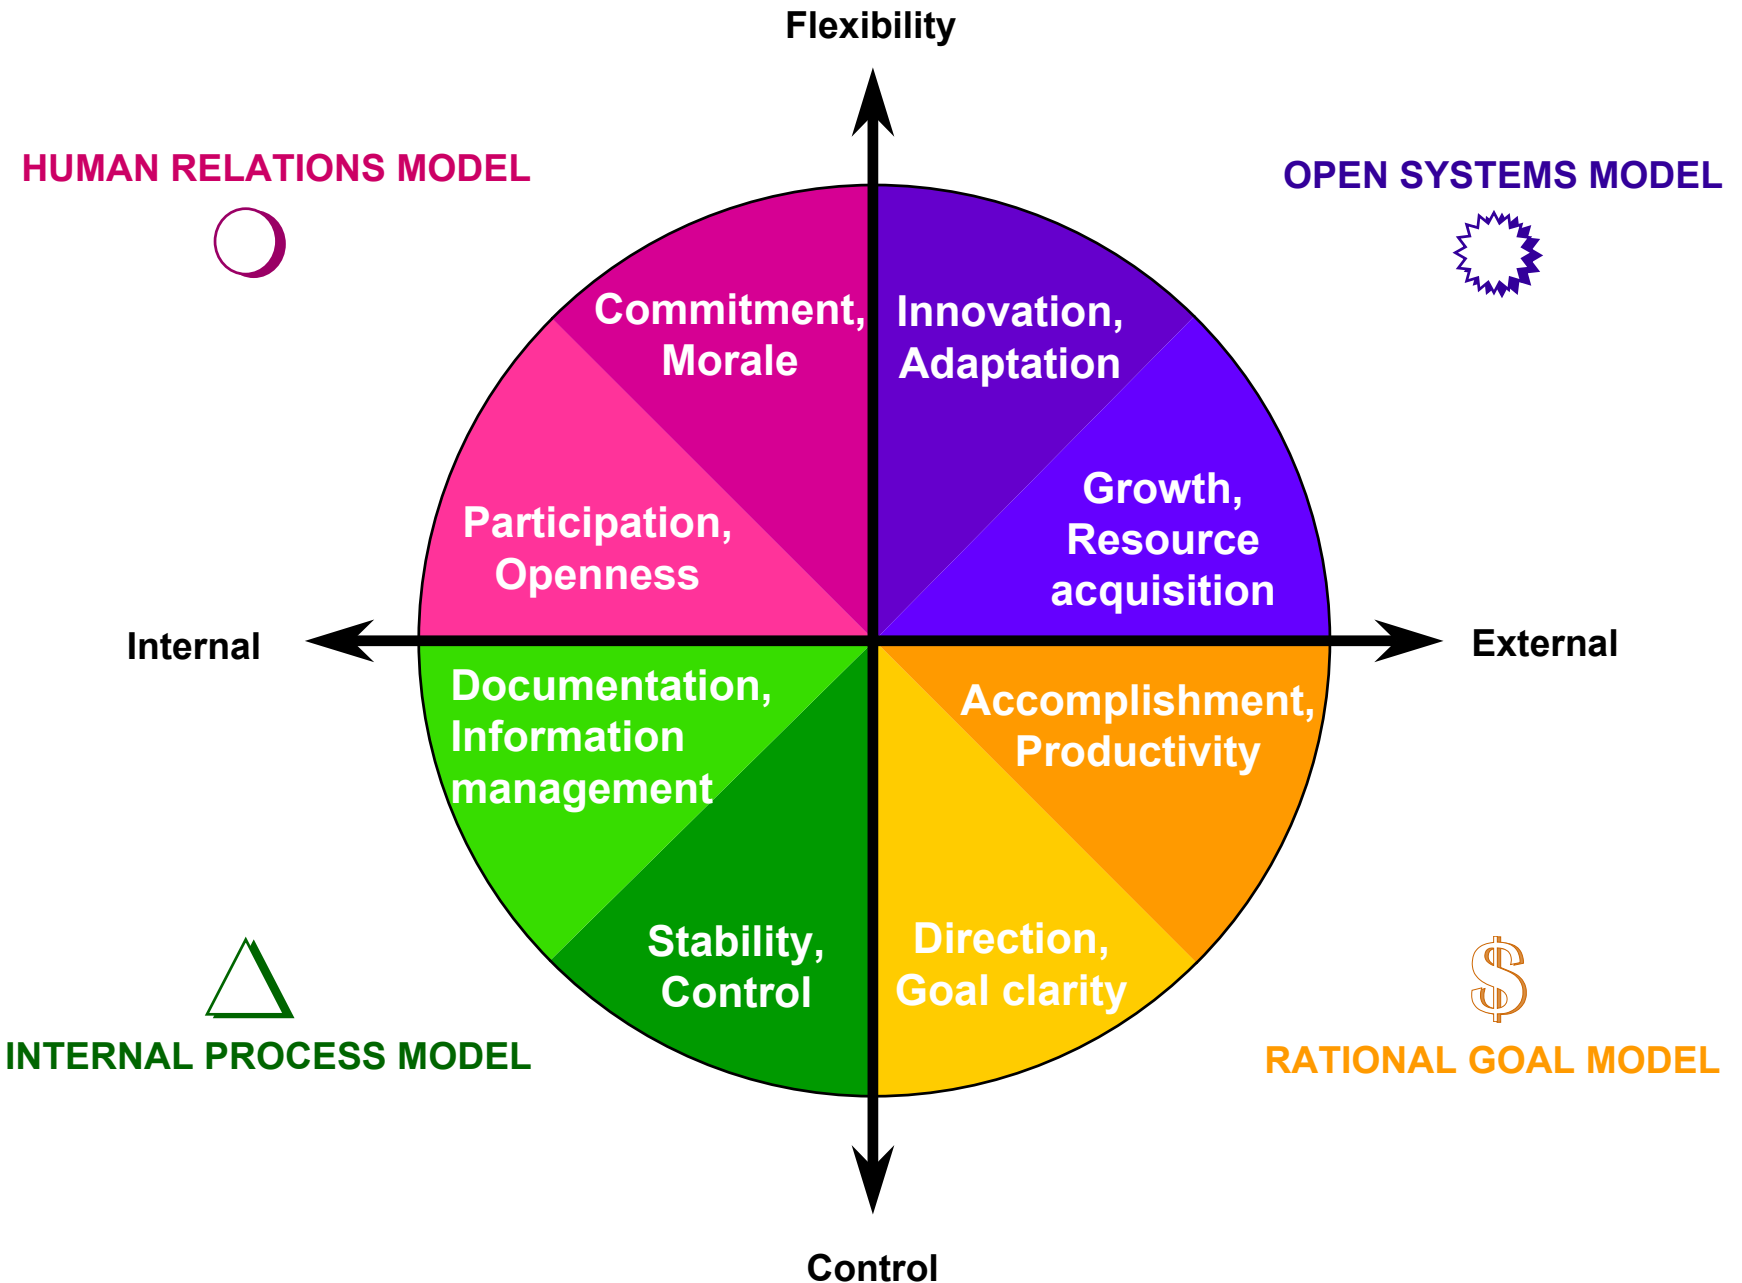 Flexibility
HUMAN RELATIONS MODEL
OPEN SYSTEMS MODEL
Commitment,
Morale
Innovation,
Adaptation
Participation,
Openness
Growth,
Resource
acquisition
Internal
External
Documentation,
Information
management
Accomplishment,
Productivity
Stability,
Control
Direction,
Goal clarity
$
INTERNAL PROCESS MODEL
RATIONAL GOAL MODEL
Control